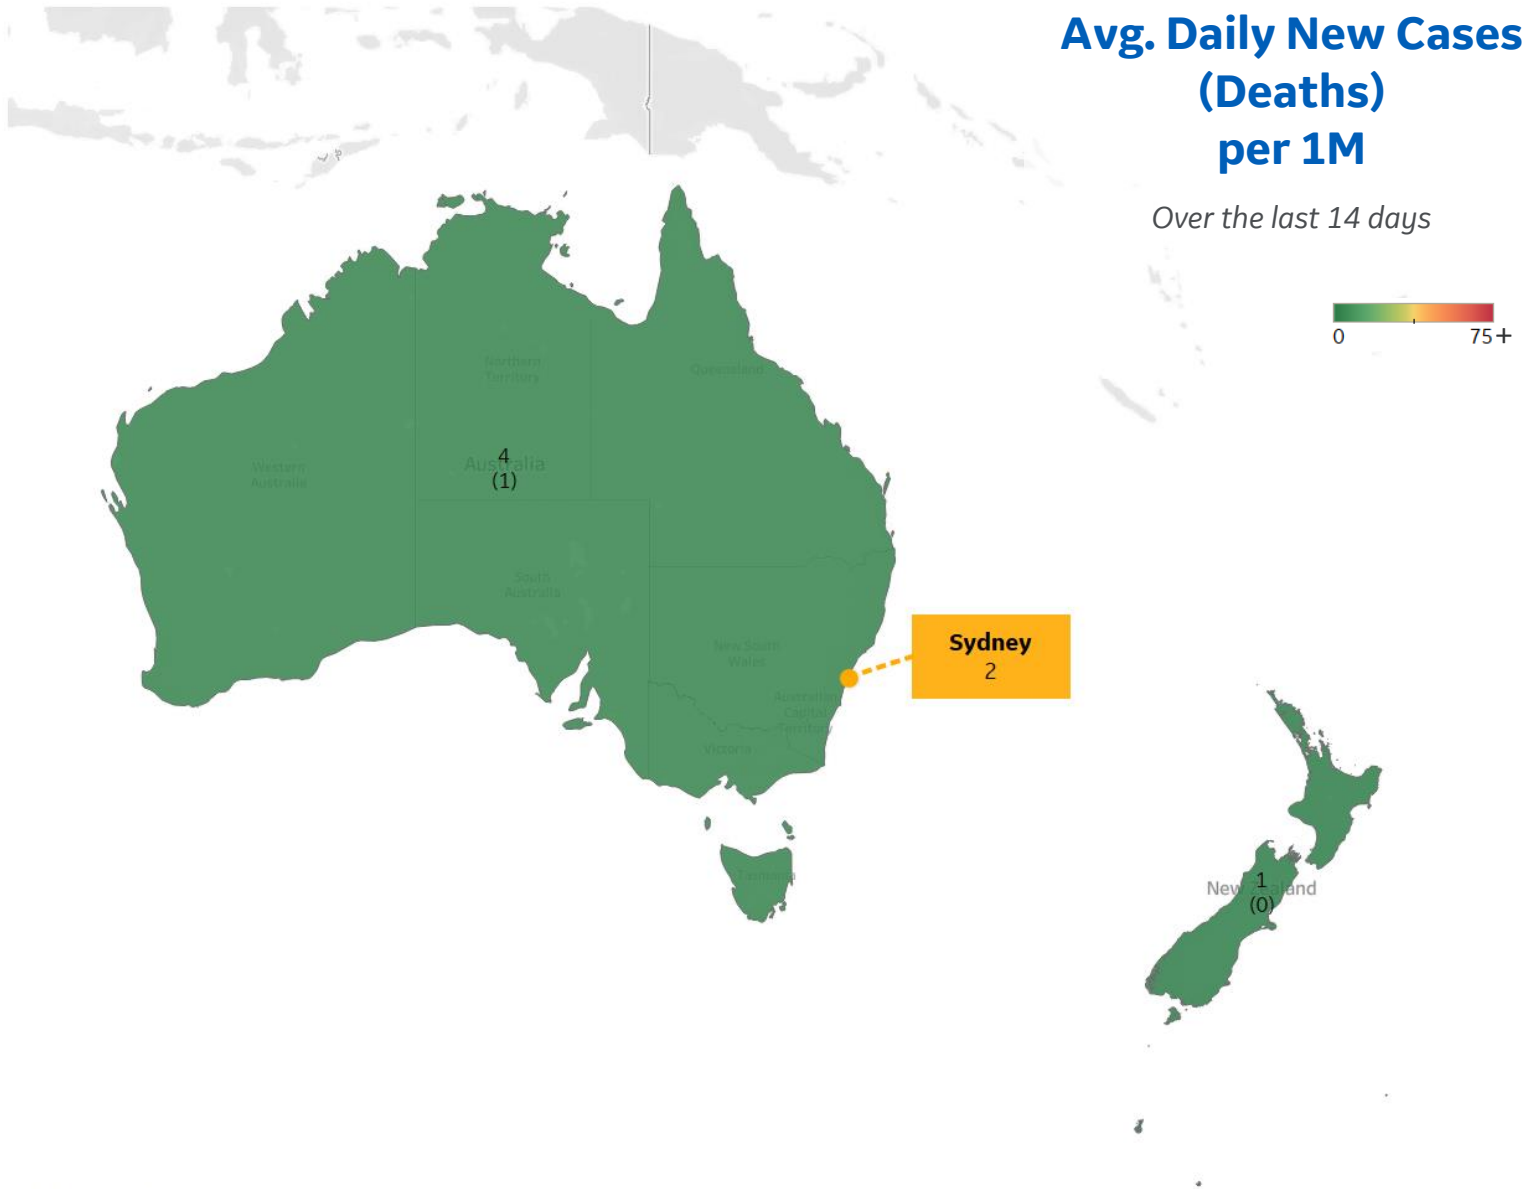 Avg. Daily New Cases
(Deaths)
per 1M
Over the last 14 days
0
75+
Northern
Territory
Queensland
4
Australia
(1)
Western
Australia
South
Australia
New South
Wales
Sydney
2
Australian
Capital
Territory
Victoria
Tasmania
1
New Zealand
(0)